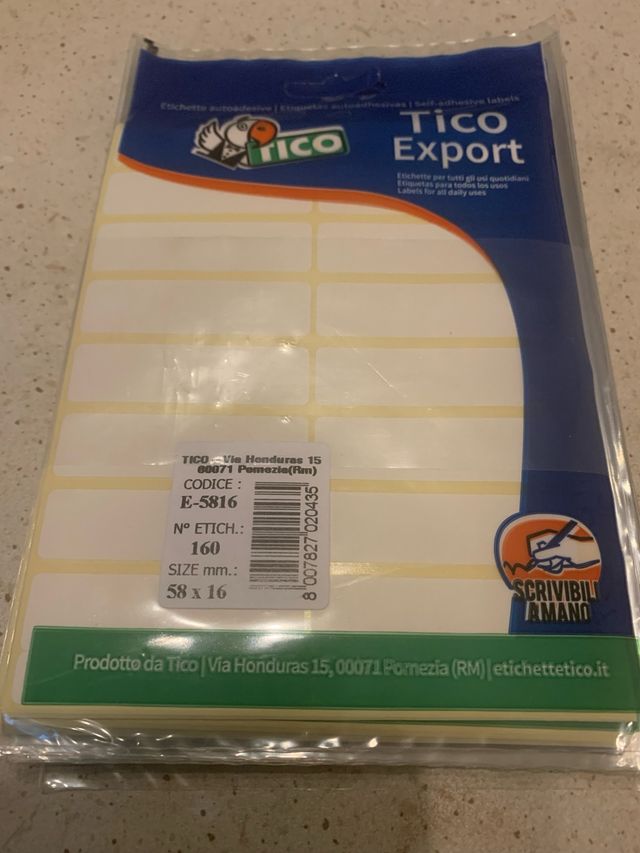 Etichette autoadesive | Etiquetas autoadhesivas | Self-adhesive labels
TICO
Tico
Export
Etichette per tutti gli usi quotidiani
Etiquetas para todos los usos
Labels for all daily uses
TICO - Via Honduras 15
00071 Pomezia(Rm)
CODICE :
E-5816
N° ETICH.:
160
SIZE mm.:
58 x 16
8 007827 020435
SCRIVIBILI
A MANO
Prodotto da Tico | Via Honduras 15, 00071 Pomezia (RM) | etichettetico.it